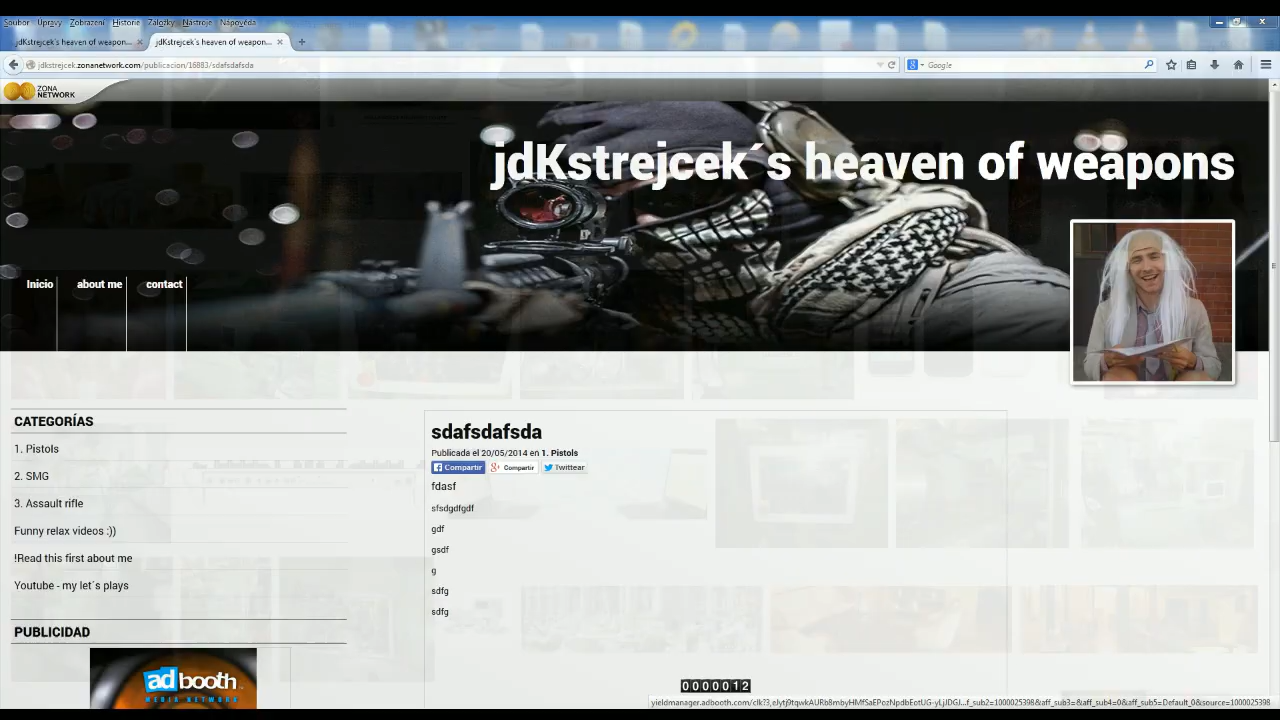 Soubor Úpravy Zobrazení Historie Záložky Nástroje Nápověda
jdKstrejcek´s heaven of weapon... × jdKstrejcek´s heaven of weapon... × +
jdkstrejcek.zonanetwork.com/publicacion/16883/sdafsdafsda
Google
ZONA
NETWORK
jdKstrejcek´s heaven of weapons
Inicio about me contact
CATEGORÍAS
1. Pistols
2. SMG
3. Assault rifle
Funny relax videos :))
!Read this first about me
Youtube - my let´s plays
PUBLICIDAD
ad booth
MEDIA NETWORK
sdafsdafsda
Publicada el 20/05/2014 en 1. Pistols
Compartir Compartir Twittear
fdasf
sfsdgdfgdf
gdf
gsdf
g
sdfg
sdfg
0000012